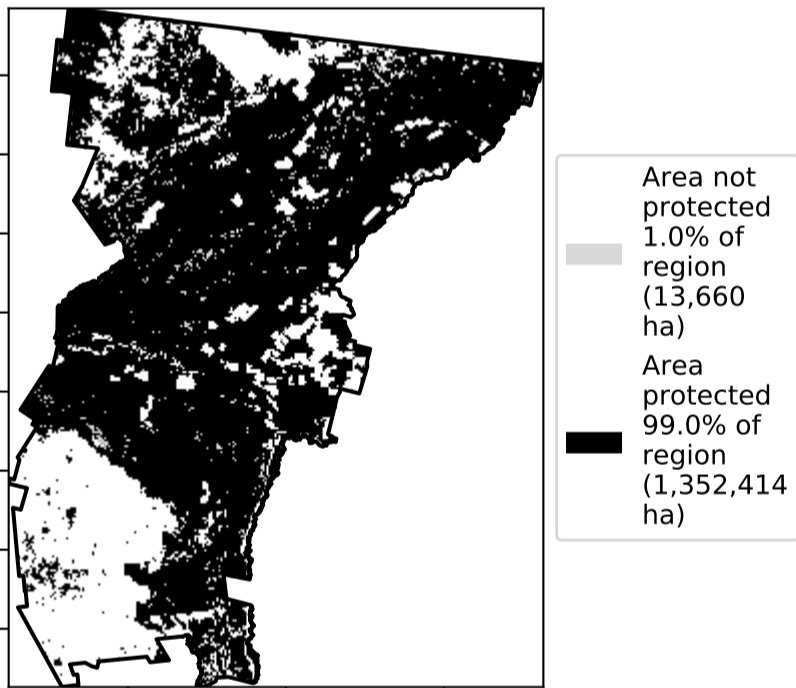 Area not
protected
1.0% of
region
(13,660
ha)
Area
protected
99.0% of
region
(1,352,414
ha)